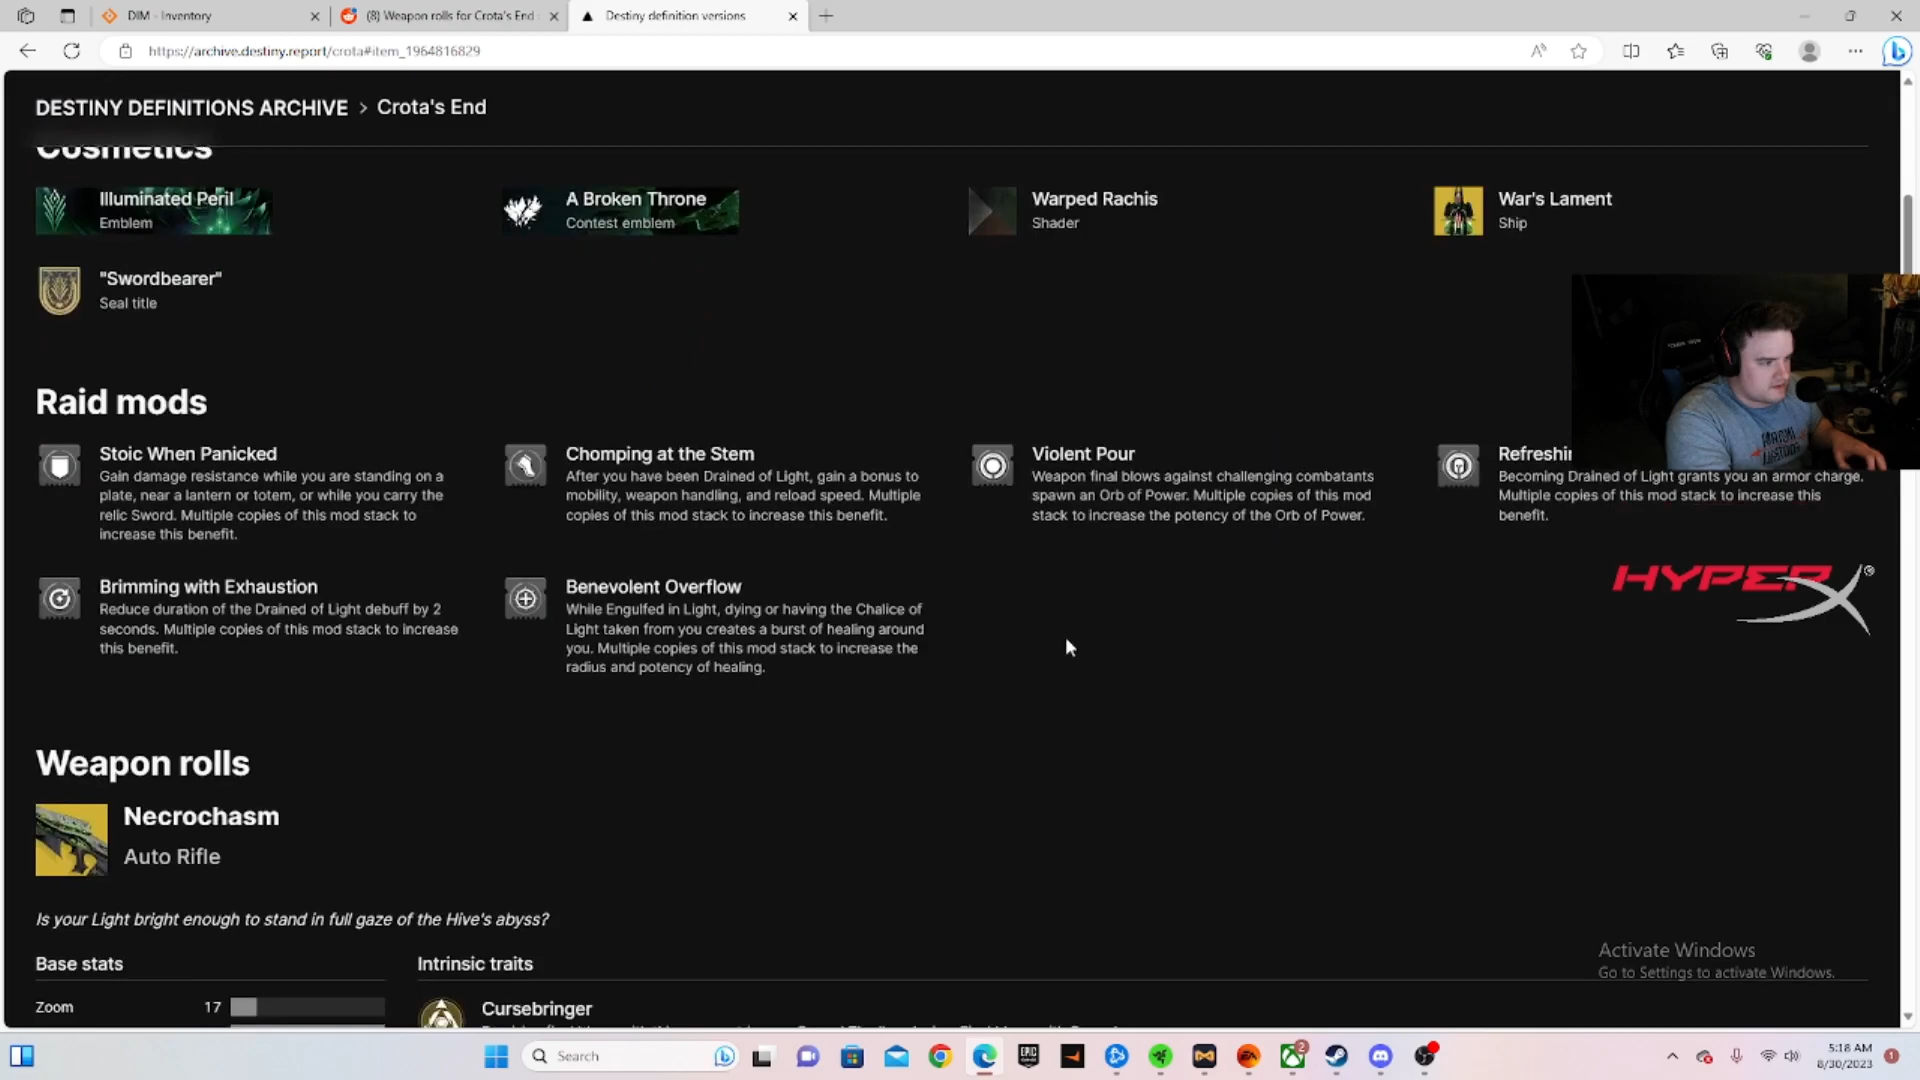 DIM - Inventory
(8) Weapon rolls for Crota's End
Destiny definition versions
https://archive.destiny.report/crota#item_1964816829
DESTINY DEFINITIONS ARCHIVE > Crota's End
Cosmetics
Illuminated Peril
Emblem
A Broken Throne
Contest emblem
Warped Rachis
Shader
War's Lament
Ship
"Swordbearer"
Seal title
Raid mods
Stoic When Panicked
Gain damage resistance while you are standing on a
plate, near a lantern or totem, or while you carry the
relic Sword. Multiple copies of this mod stack to
increase this benefit.
Chomping at the Stem
After you have been Drained of Light, gain a bonus to
mobility, weapon handling, and reload speed. Multiple
copies of this mod stack to increase this benefit.
Violent Pour
Weapon final blows against challenging combatants
spawn an Orb of Power. Multiple copies of this mod
stack to increase the potency of the Orb of Power.
Becoming Drained of Light grants you an armor charge.
Multiple copies of this mod stack to increase this
benefit.
Brimming with Exhaustion
Reduce duration of the Drained of Light debuff by 2
seconds. Multiple copies of this mod stack to increase
this benefit.
Benevolent Overflow
While Engulfed in Light, dying or having the Chalice of
Light taken from you creates a burst of healing around
you. Multiple copies of this mod stack to increase the
radius and potency of healing.
HYPERX
Weapon rolls
Necrochasm
Auto Rifle
Is your Light bright enough to stand in full gaze of the Hive's abyss?
Base stats
Intrinsic traits
Zoom 17
Cursebringer
Activate Windows
Go to Settings to activate Windows.
Search
EPIC
GAMES
2
5:18 AM
8/30/2023
1